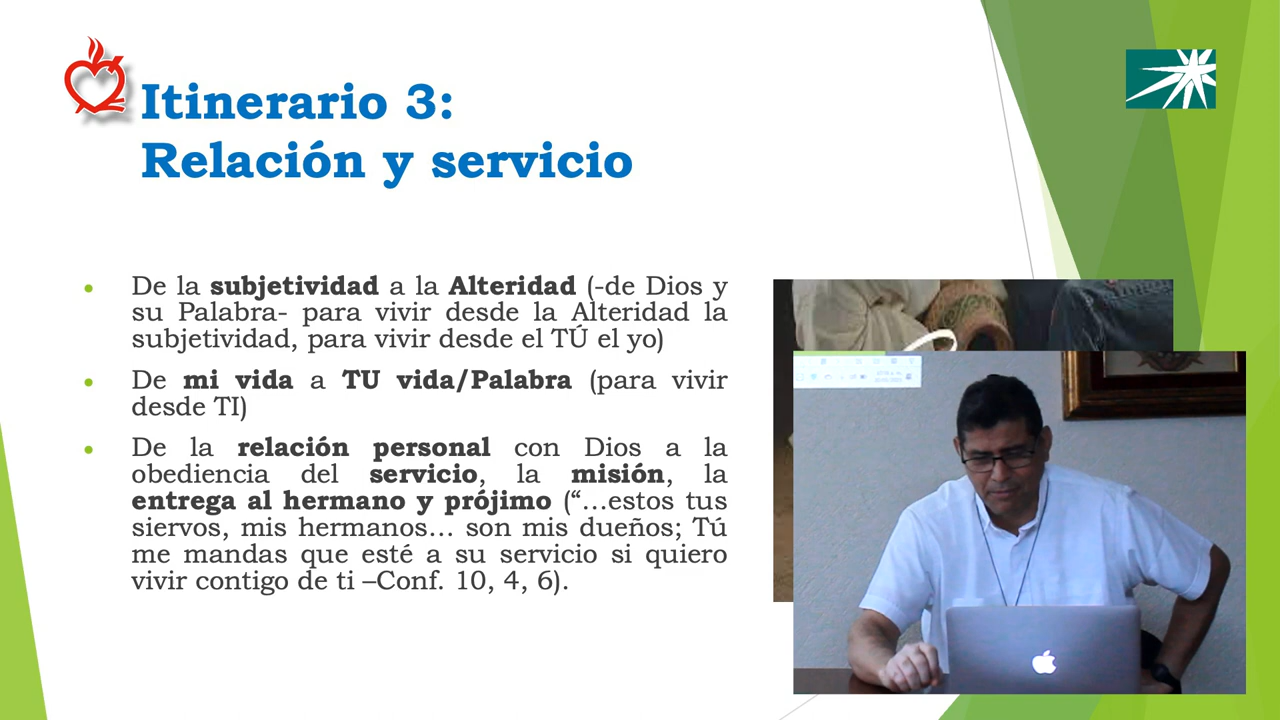 Itinerario 3:
Relación y servicio
De la subjetividad a la Alteridad (-de Dios y
su Palabra- para vivir desde la Alteridad la
subjetividad, para vivir desde el TÚ el yo)
De mi vida a TU vida/Palabra (para vivir
desde TI)
De la relación personal con Dios a la
obediencia del servicio, la misión, la
entrega al hermano y prójimo (“…estos tus
siervos, mis hermanos… son mis dueños; Tú
me mandas que esté a su servicio si quiero
vivir contigo de ti –Conf. 10, 4, 6).